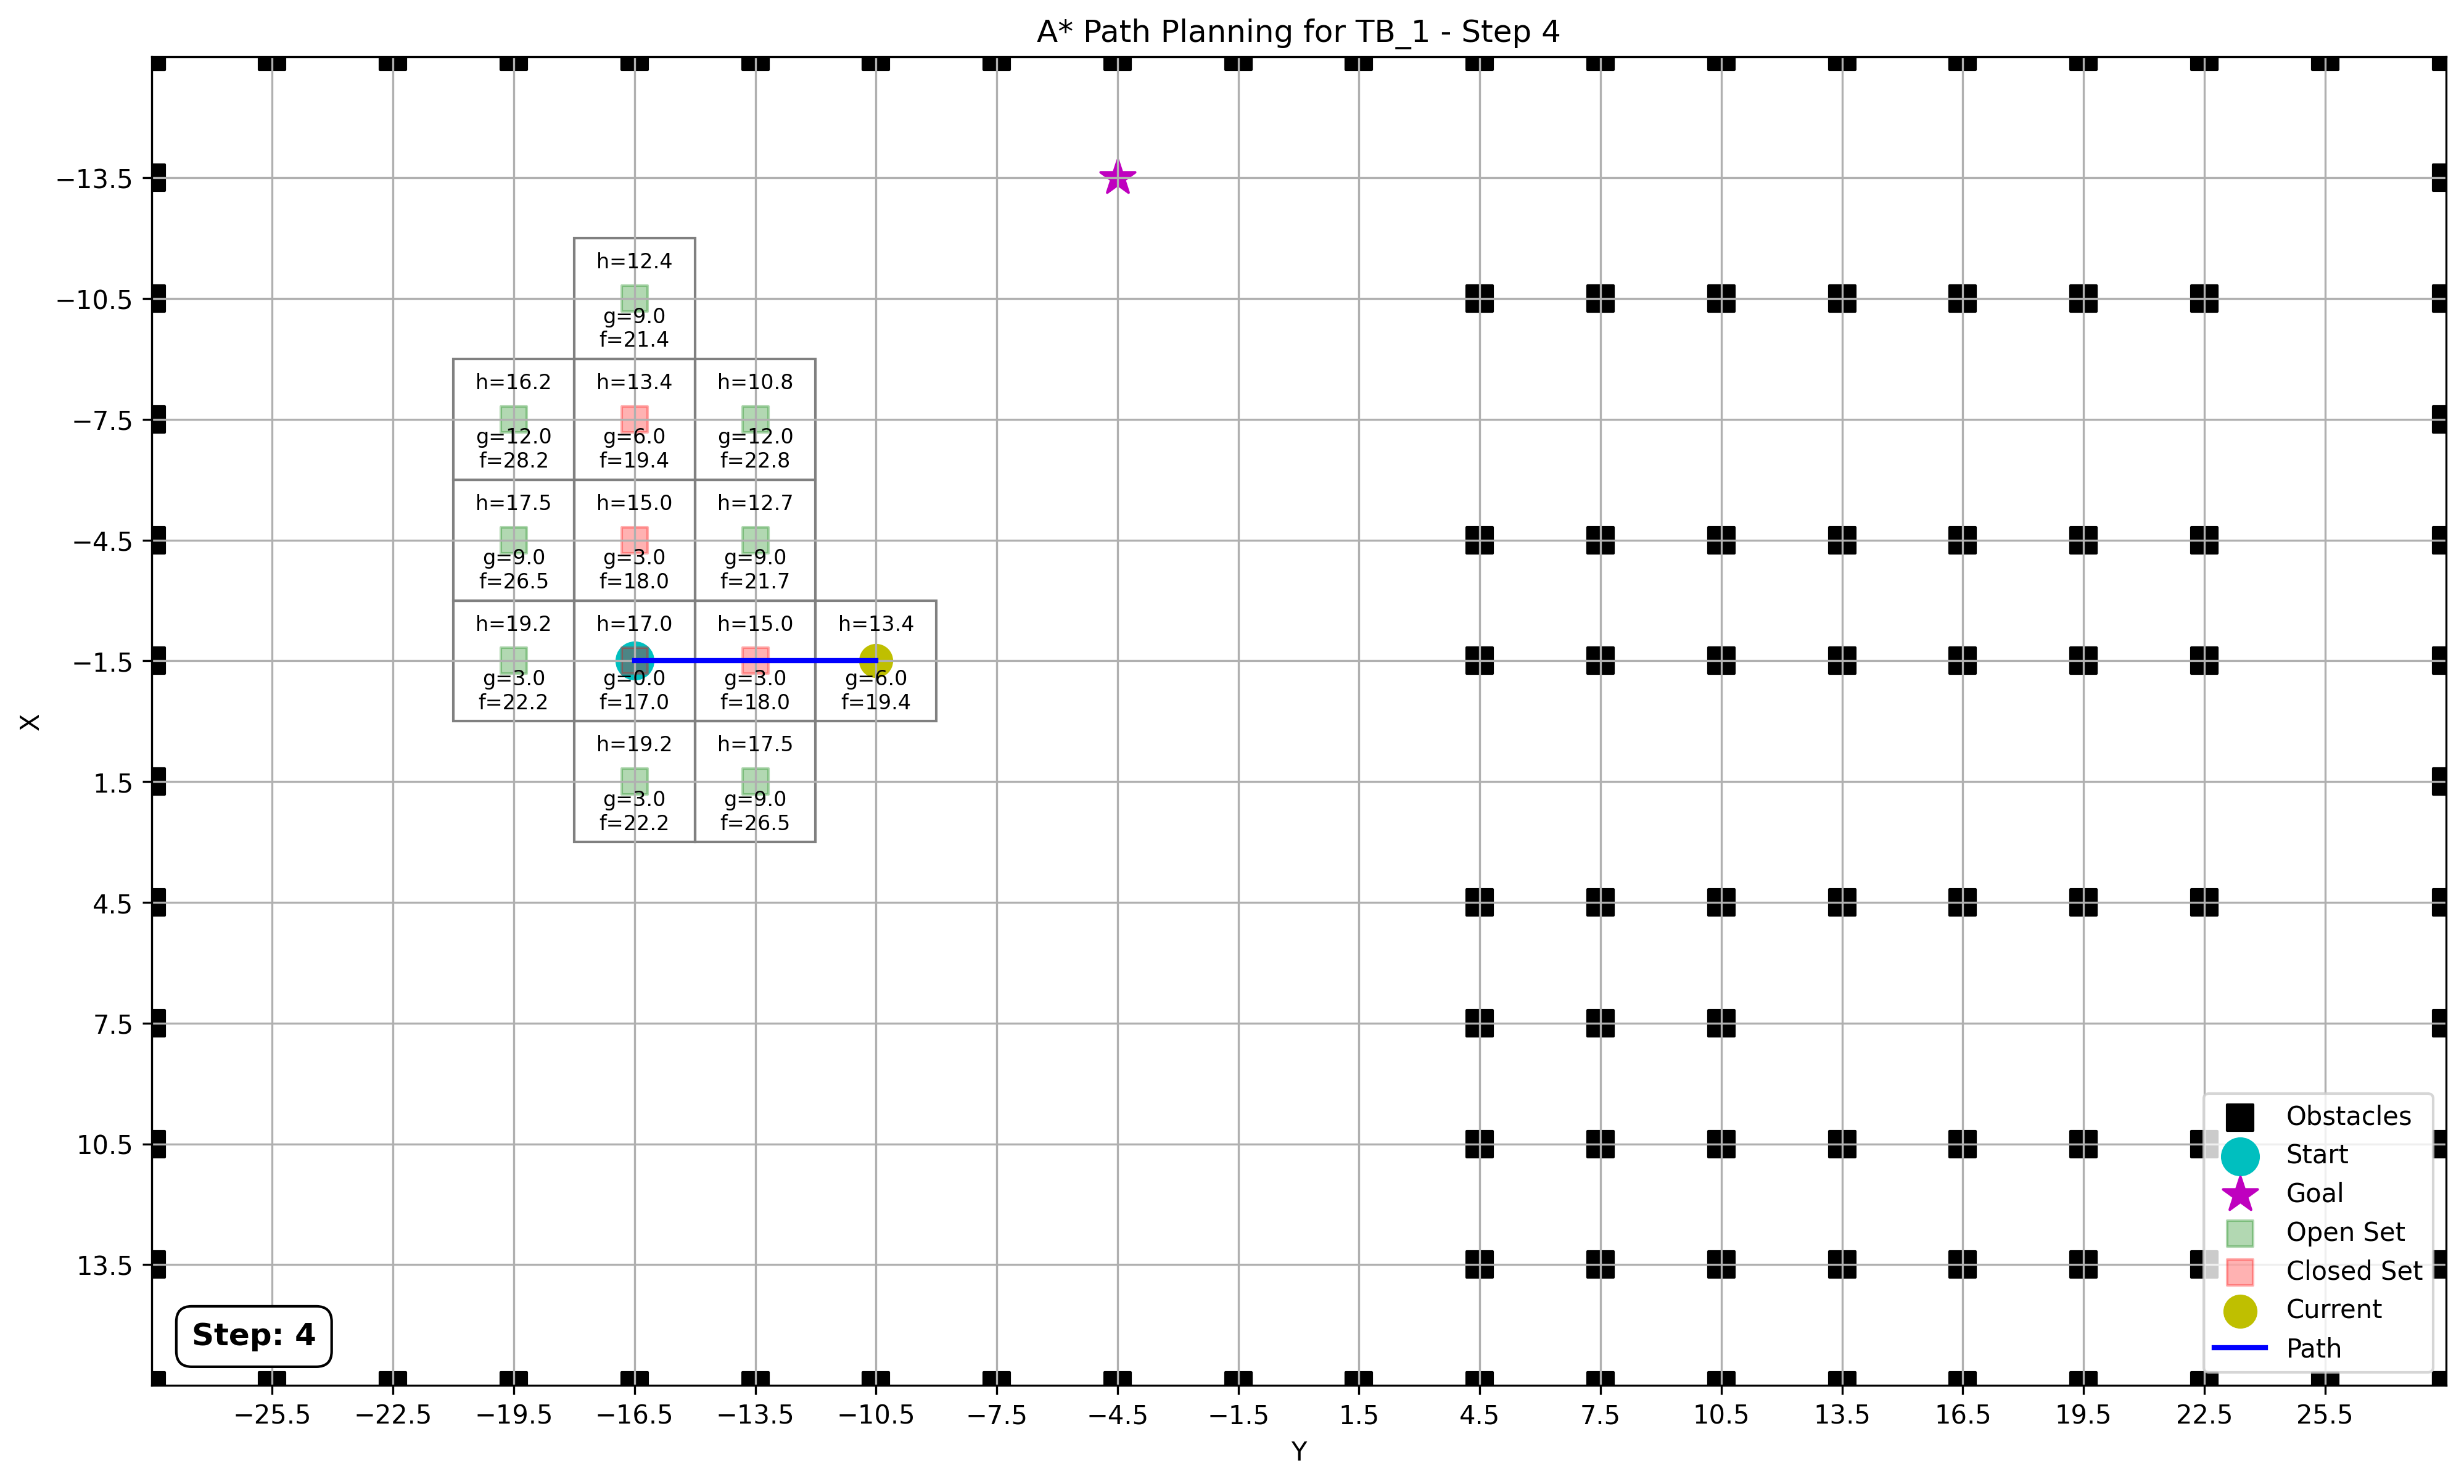 A* Path Planning for TB_1 - Step 4
−13.5
h=12.4
−10.5
g=9.0
f=21.4
h=16.2 h=13.4 h=10.8
−7.5
g=12.0 g=6.0 g=12.0
f=28.2 f=19.4 f=22.8
h=17.5 h=15.0 h=12.7
−4.5
g=9.0 g=3.0 g=9.0
f=26.5 f=18.0 f=21.7
h=19.2 h=17.0 h=15.0 h=13.4
−1.5
g=3.0 g=0.0 g=3.0 g=6.0
f=22.2 f=17.0 f=18.0 f=19.4
X
h=19.2 h=17.5
1.5
g=3.0 g=9.0
f=22.2 f=26.5
4.5
7.5
10.5
13.5
Obstacles
Start
Goal
Open Set
Closed Set
Current
Path
Step: 4
−25.5 −22.5 −19.5 −16.5 −13.5 −10.5 −7.5 −4.5 −1.5 1.5 4.5 7.5 10.5 13.5 16.5 19.5 22.5 25.5
Y